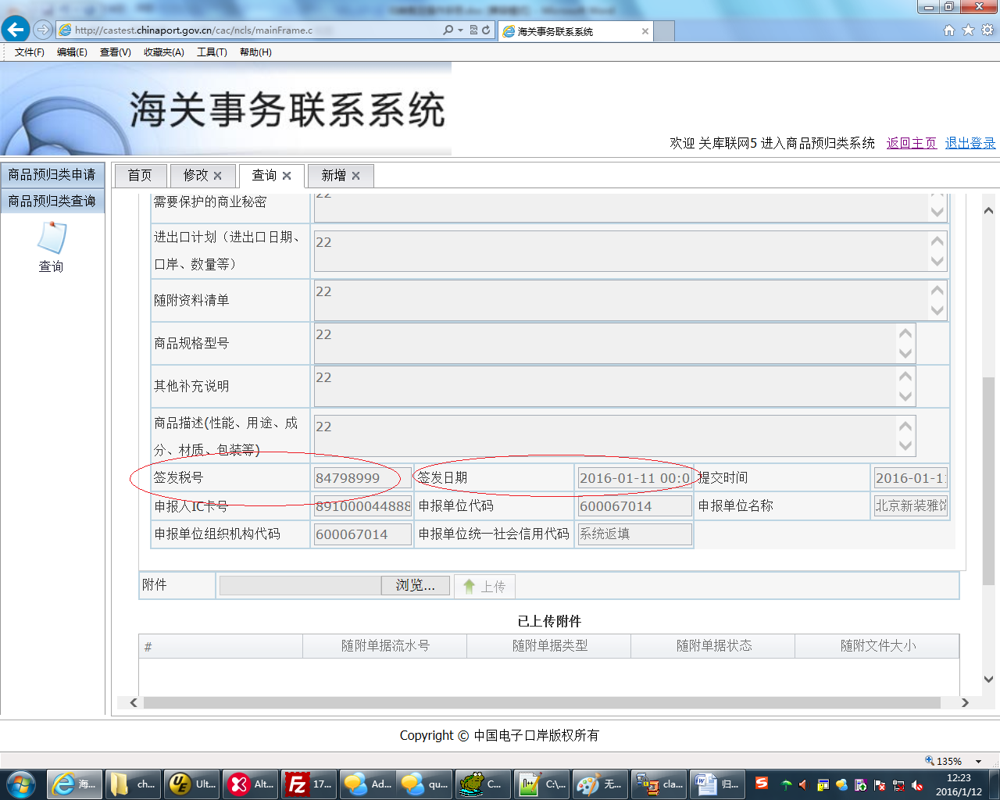 http://castest.chinaport.gov.cn/cac/ncls/mainFrame.c
海关事务联系系统
文件(F) 编辑(E) 查看(V) 收藏夹(A) 工具(T) 帮助(H)
海关事务联系系统
欢迎 关库联网5 进入商品预归类系统 返回主页 退出登录
商品预归类申请
商品预归类查询
查询
首页 修改 查询 新增
需要保护的商业秘密 22
进出口计划（进出口日期、口岸、数量等） 22
随附资料清单 22
商品规格型号 22
其他补充说明 22
商品描述(性能、用途、成分、材质、包装等) 22
签发税号 84798999 签发日期 2016-01-11 00:0 提交时间 2016-01-1
申报人IC卡号 891000044888 申报单位代码 600067014 申报单位名称 北京新装雅饰
申报单位组织机构代码 600067014 申报单位统一社会信用代码 系统返填
附件 浏览... 上传
已上传附件
# 随附单据流水号 随附单据类型 随附单据状态 随附文件大小
Copyright © 中国电子口岸版权所有
135%
海... ch... Ult... Alt... 17... Ad... qu... C... C:\... 无... cla... 归...
12:23
2016/1/12